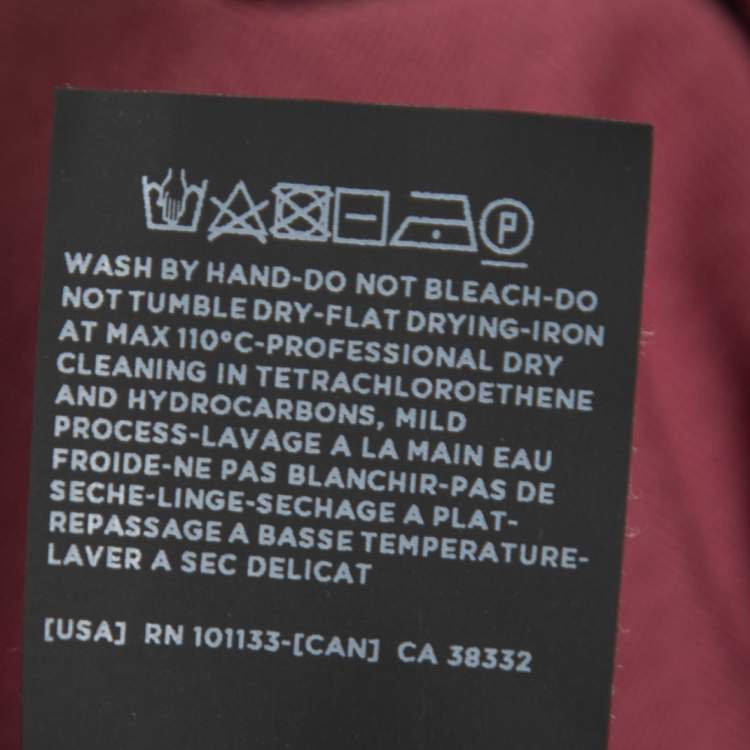 P
WASH BY HAND-DO NOT BLEACH-DO
NOT TUMBLE DRY-FLAT DRYING-IRON
AT MAX 110°C-PROFESSIONAL DRY
CLEANING IN TETRACHLOROETHENE
AND HYDROCARBONS, MILD
PROCESS-LAVAGE A LA MAIN EAU
FROIDE-NE PAS BLANCHIR-PAS DE
SECHE-LINGE-SECHAGE A PLAT-
REPASSAGE A BASSE TEMPERATURE-
LAVER A SEC DELICAT
[USA] RN 101133-[CAN] CA 38332